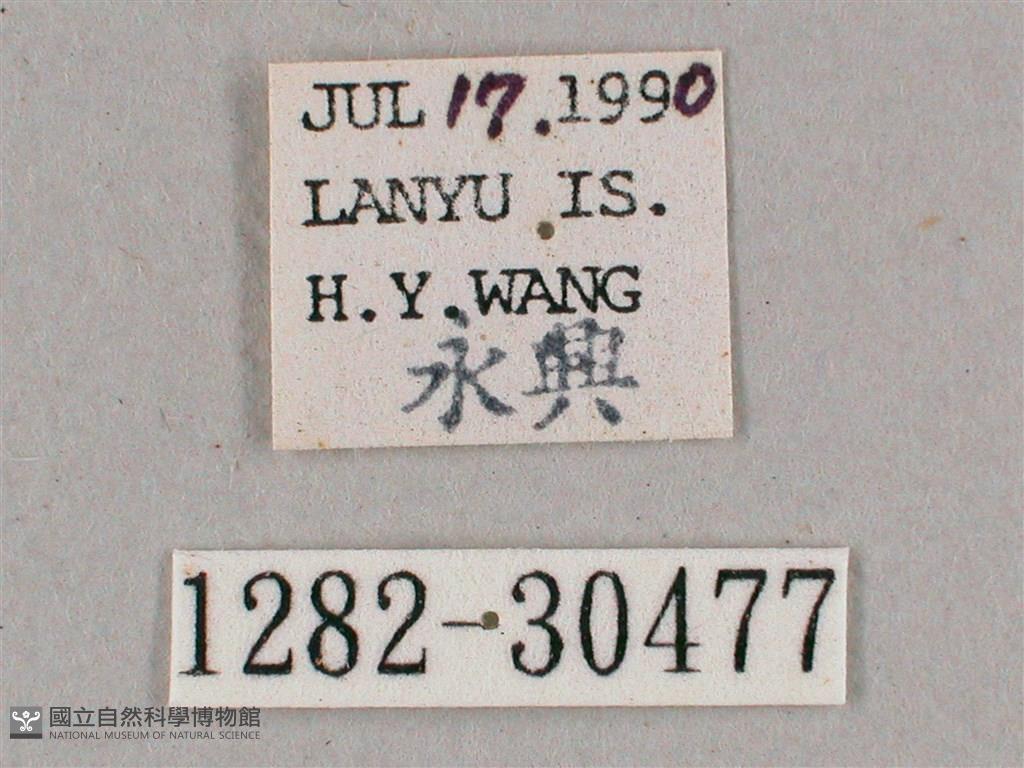 JUL 17.1990
LANYU IS.
H.Y.WANG
永興
1282-30477
國立自然科學博物館
NATIONAL MUSEUM OF NATURAL SCIENCE